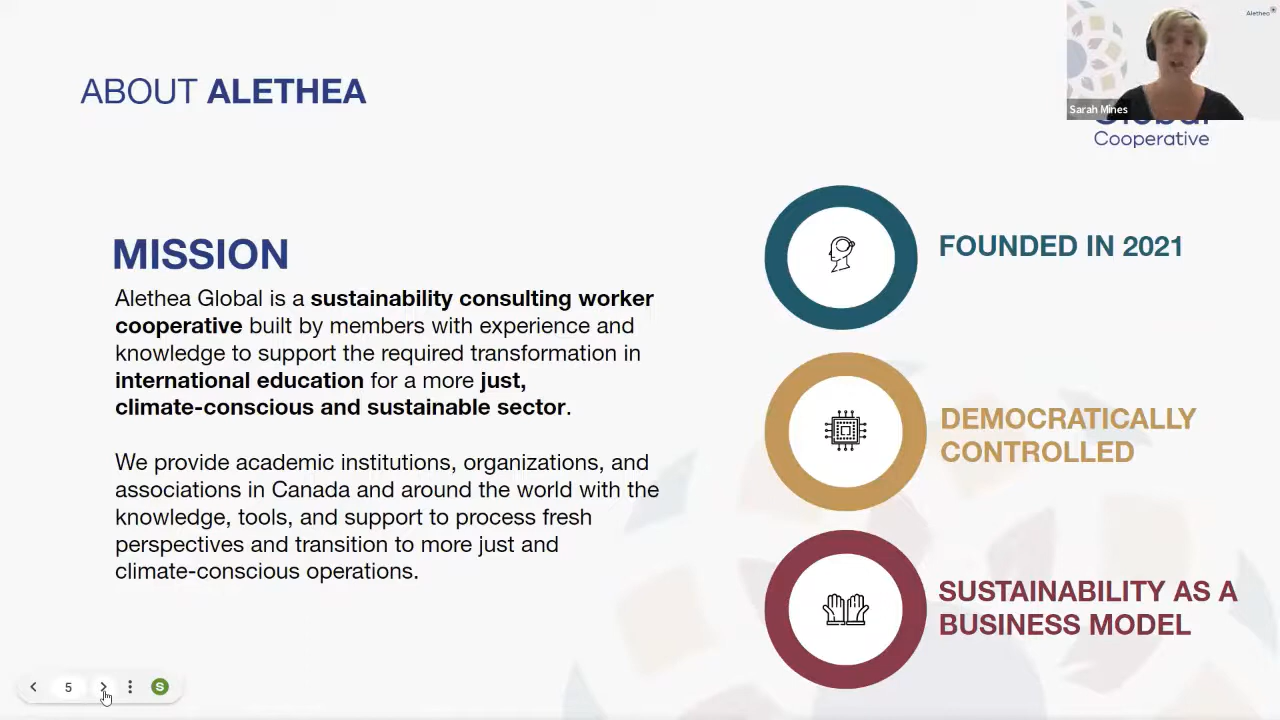 Alethea
Sarah Mines
Global
Cooperative
ABOUT ALETHEA
MISSION
Alethea Global is a sustainability consulting worker
cooperative built by members with experience and
knowledge to support the required transformation in
international education for a more just,
climate-conscious and sustainable sector.
We provide academic institutions, organizations, and
associations in Canada and around the world with the
knowledge, tools, and support to process fresh
perspectives and transition to more just and
climate-conscious operations.
FOUNDED IN 2021
DEMOCRATICALLY
CONTROLLED
SUSTAINABILITY AS A
BUSINESS MODEL
5
S